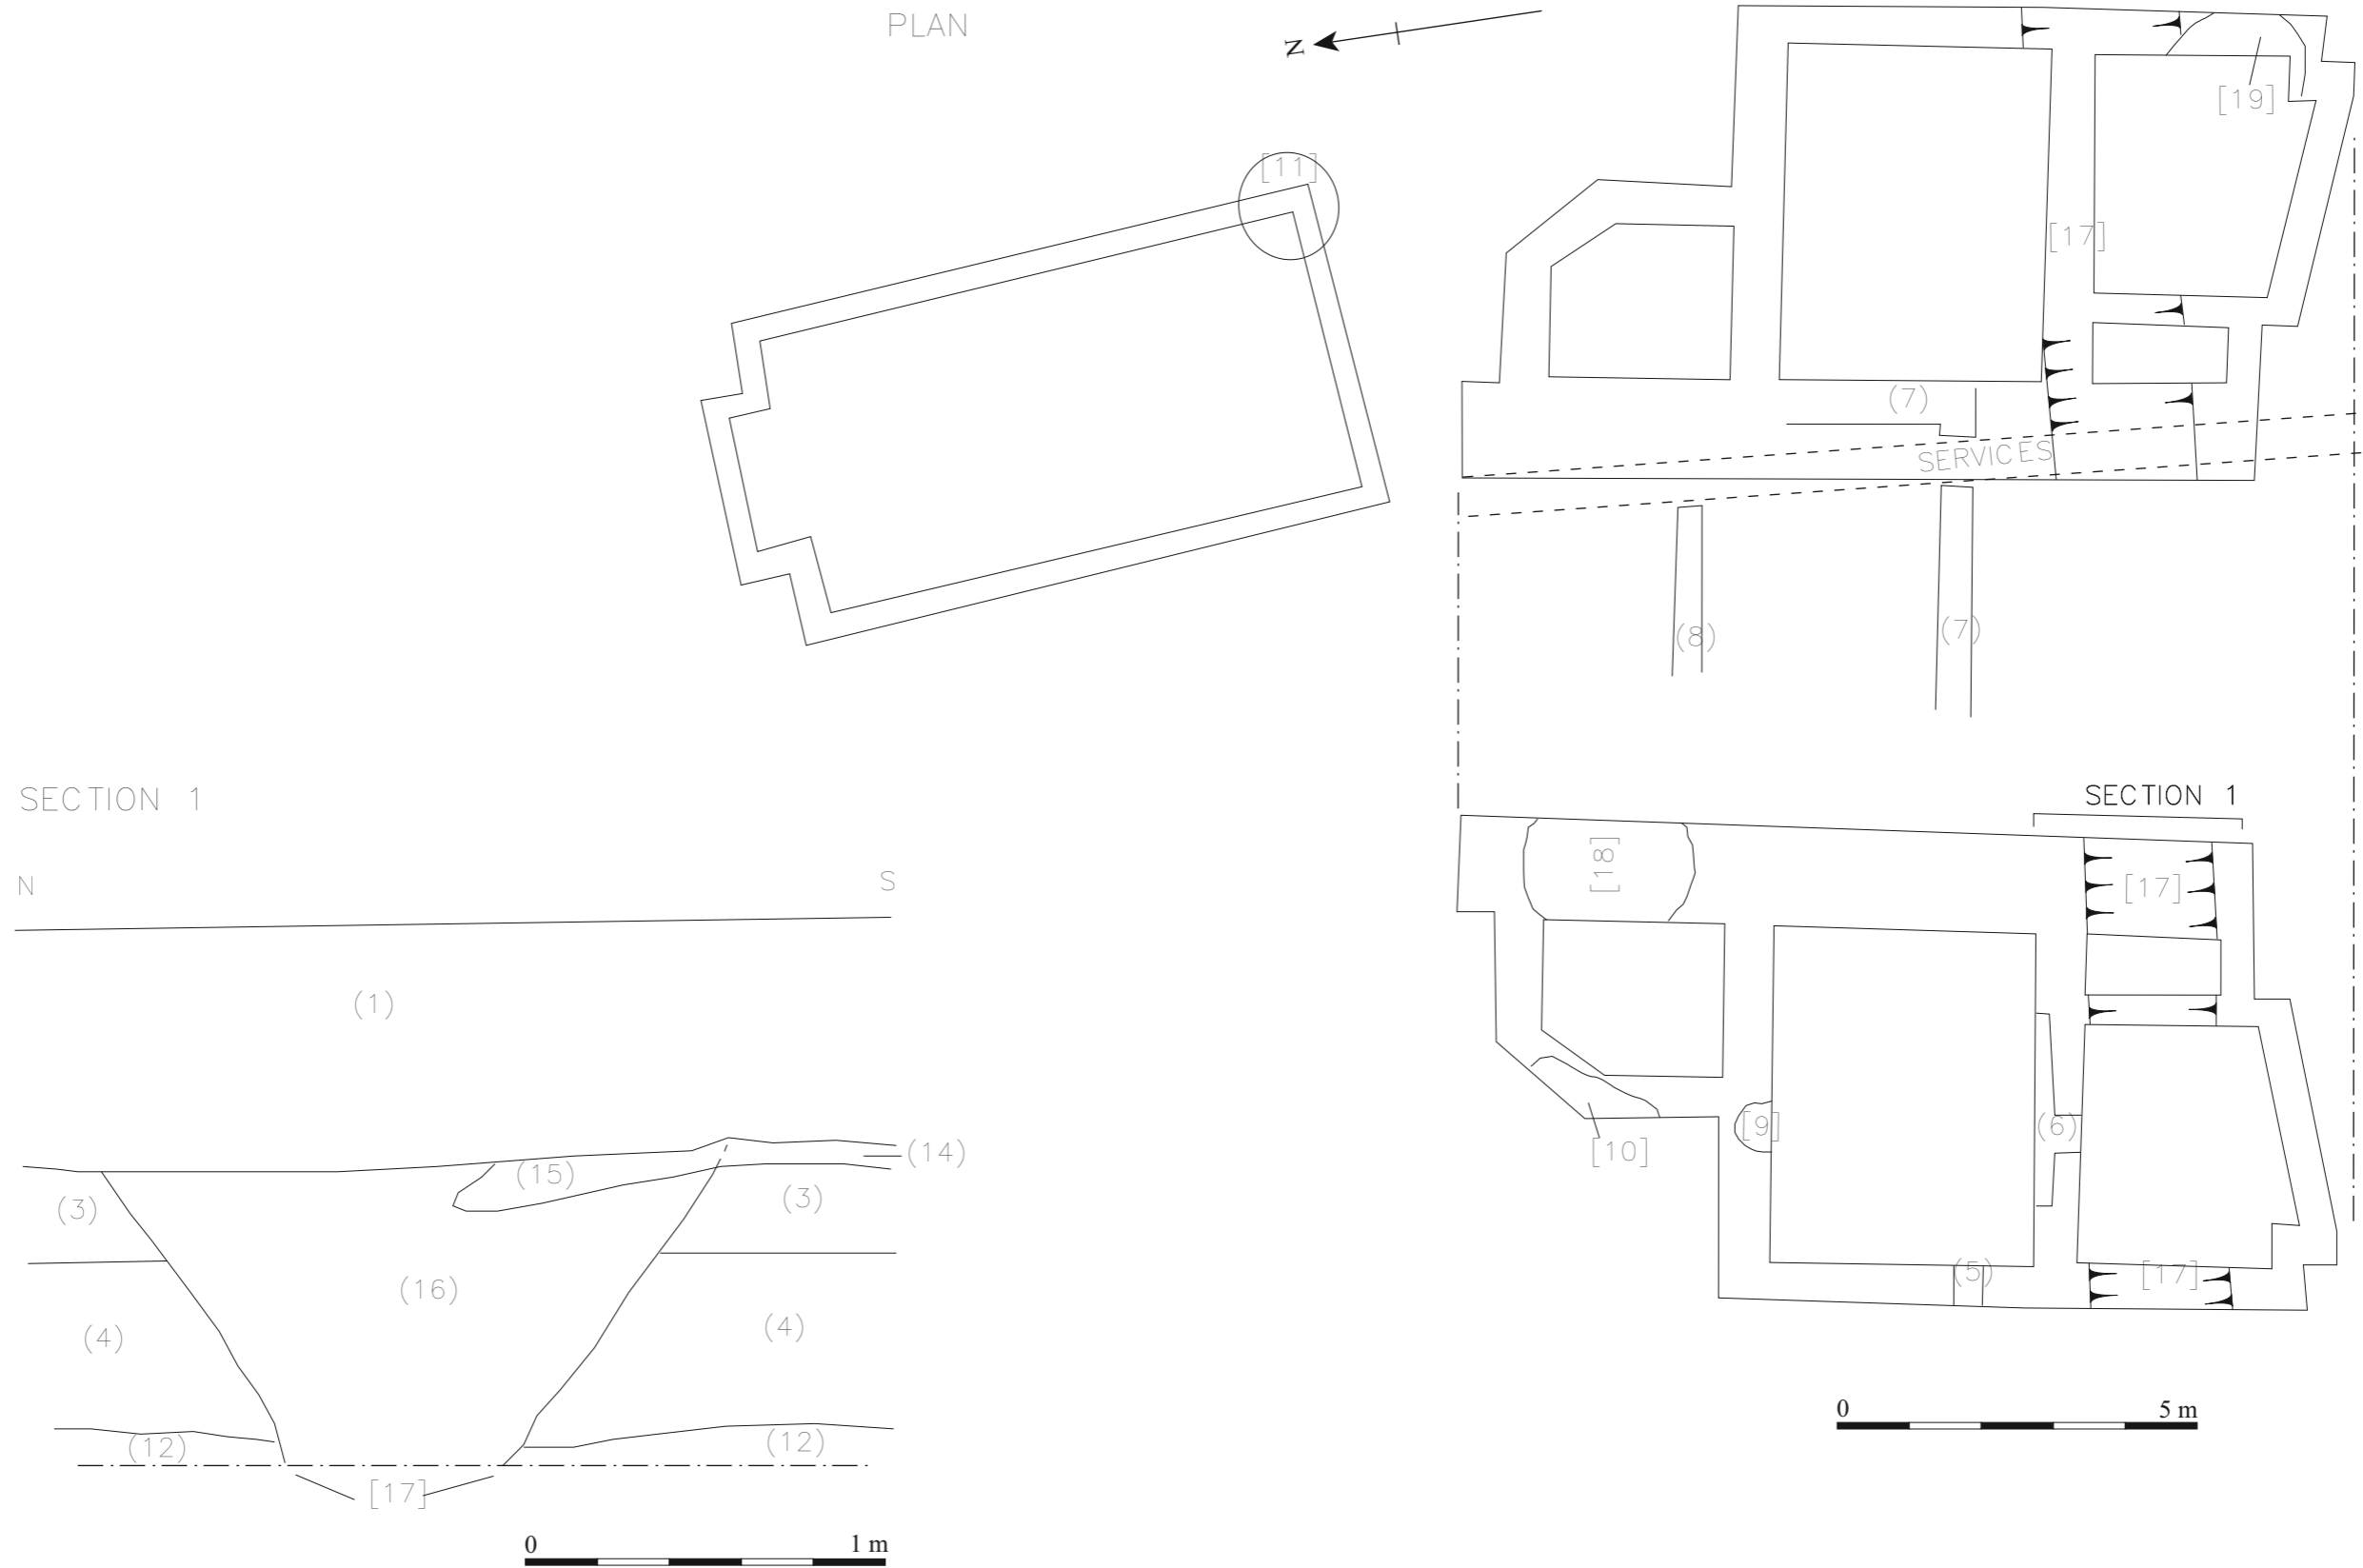 PLAN
N
[19]
[11]
[17]
(7)
SERVICES
(8)
(7)
SECTION 1
SECTION 1
N
S
[18]
[17]
(1)
[9]
(6)
[10]
(14)
(15)
(3)
(3)
(5)
[17]
(16)
(4)
(4)
(12)
(12)
[17]
0 5 m
0 1 m